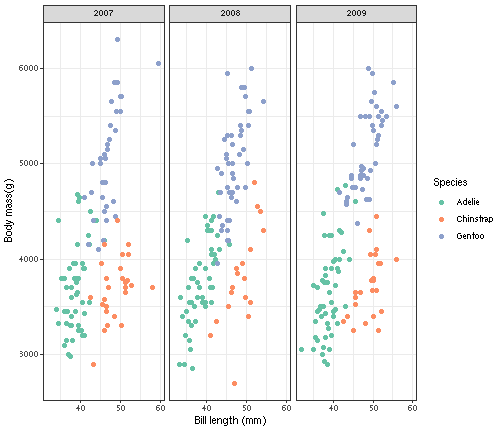 2007 2008 2009
6000
5000
4000
3000
Body mass(g)
40 50 60 40 50 60 40 50 60
Bill length (mm)
Species
Adelie
Chinstrap
Gentoo